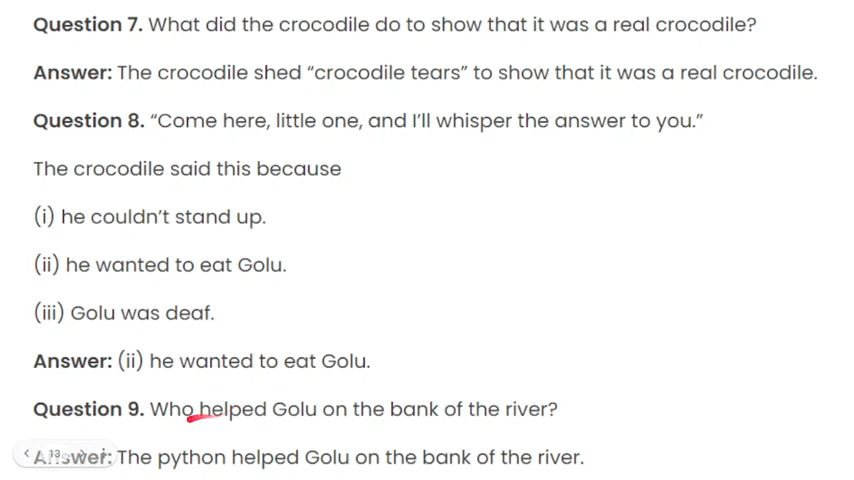 Question 7. What did the crocodile do to show that it was a real crocodile?
Answer: The crocodile shed “crocodile tears” to show that it was a real crocodile.
Question 8. “Come here, little one, and I’ll whisper the answer to you.”
The crocodile said this because
(i) he couldn’t stand up.
(ii) he wanted to eat Golu.
(iii) Golu was deaf.
Answer: (ii) he wanted to eat Golu.
Question 9. Who helped Golu on the bank of the river?
Answer: The python helped Golu on the bank of the river.
13